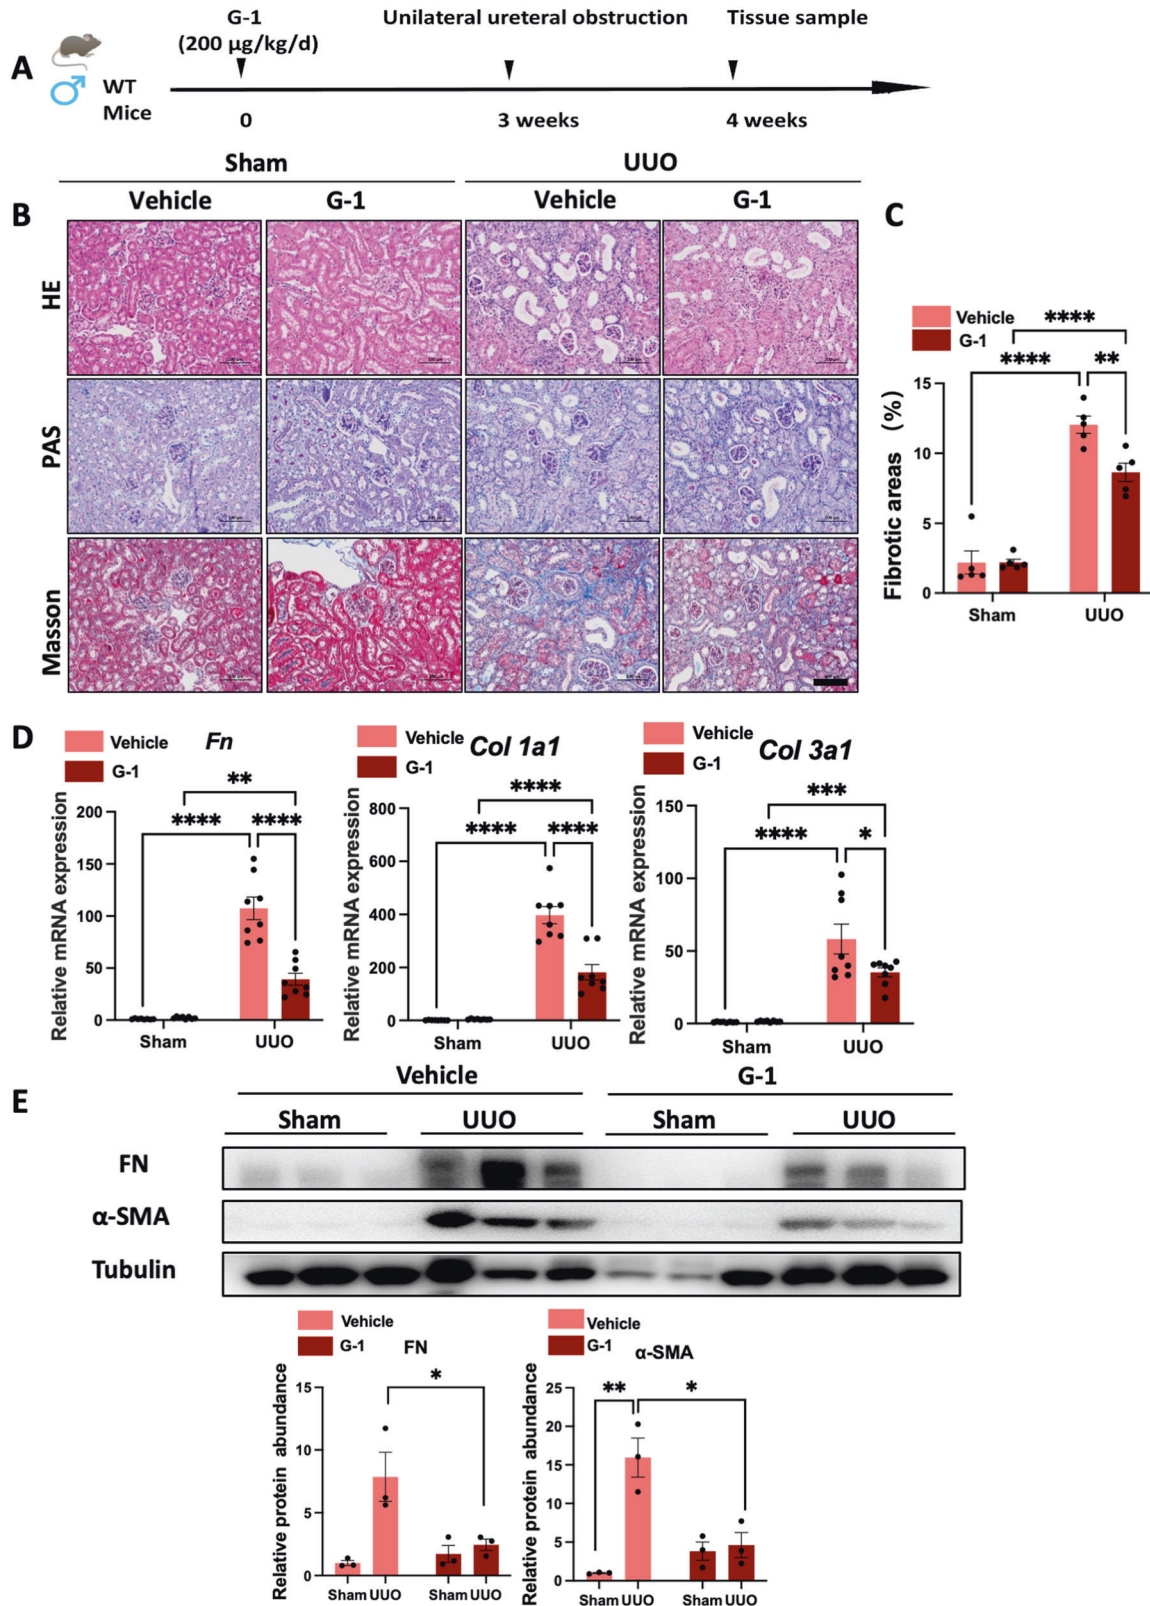 A
WT
Mice
G-1
(200 μg/kg/d)
Unilateral ureteral obstruction
Tissue sample
0
3 weeks
4 weeks
B
Sham
UUO
Vehicle
G-1
Vehicle
G-1
HE
PAS
Masson
C
Vehicle
G-1
****
****
**
Fibrotic areas (%)
15
10
5
0
Sham
UUO
D
Vehicle
G-1
Fn
**
****
****
Relative mRNA expression
200
150
100
50
0
Sham
UUO
Vehicle
G-1
Col 1a1
****
****
****
Relative mRNA expression
800
600
400
200
0
Sham
UUO
Vehicle
G-1
Col 3a1
***
****
*
Relative mRNA expression
150
100
50
0
Sham
UUO
E
Vehicle
G-1
Sham
UUO
Sham
UUO
FN
α-SMA
Tubulin
Vehicle
G-1
FN
*
Relative protein abundance
15
10
5
0
Sham UUO
Sham UUO
Vehicle
G-1
α-SMA
**
*
Relative protein abundance
25
20
15
10
5
0
Sham UUO
Sham UUO